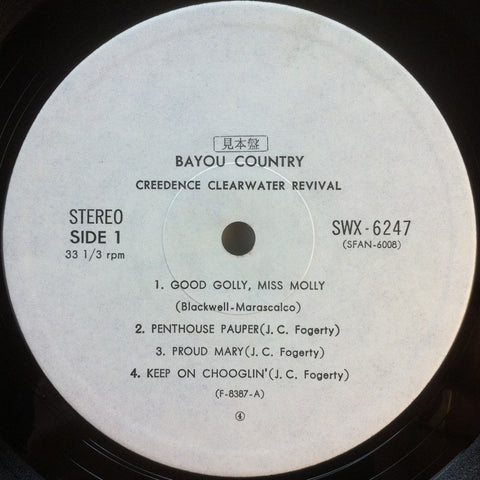 見本盤
BAYOU COUNTRY
CREEDENCE CLEARWATER REVIVAL
STEREO
SIDE 1
33 1/3 rpm
SWX-6247
(SFAN-6008)
1. GOOD GOLLY, MISS MOLLY
(Blackwell-Marascalco)
2. PENTHOUSE PAUPER(J. C. Fogerty)
3. PROUD MARY(J. C. Fogerty)
4. KEEP ON CHOOGLIN'(J. C. Fogerty)
(F-8387-A)
④